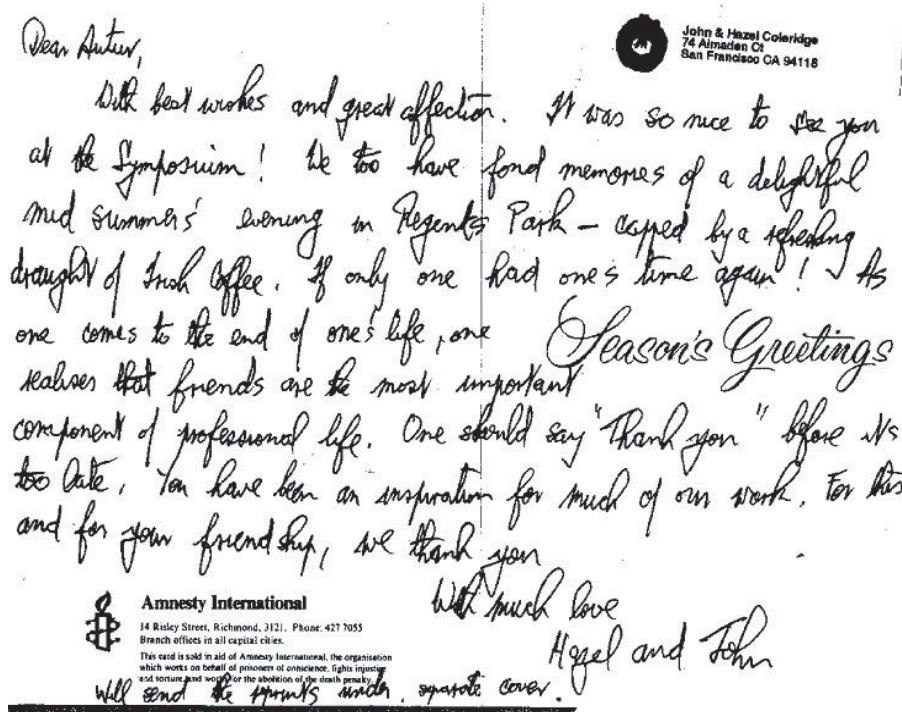 Dear Artur,
John & Hazel Coleridge
74 Almaden Ct
San Francisco CA 94118
With best wishes and great affection. It was so nice to see you
at the Symposium! We too have fond memories of a delightful
mid summers' evening in Regents Park – capped by a refreshing
draught of Irish Coffee. If only one had one's time again! As
one comes to the end of one's life, one
Season's Greetings
realises that friends are the most important
component of professional life. One should say "Thank you" before it's
too late. You have been an inspiration for much of our work. For this
and for your friendship, we thank you
With much love
Hazel and John
Amnesty International
14 Risley Street, Richmond, 3121. Phone: 427 7055
Branch offices in all capital cities.
This card is sold in aid of Amnesty International, the organisation
which works on behalf of prisoners of conscience, fights injustice
and torture and works for the abolition of the death penalty.
Will send the reprints under separate cover.